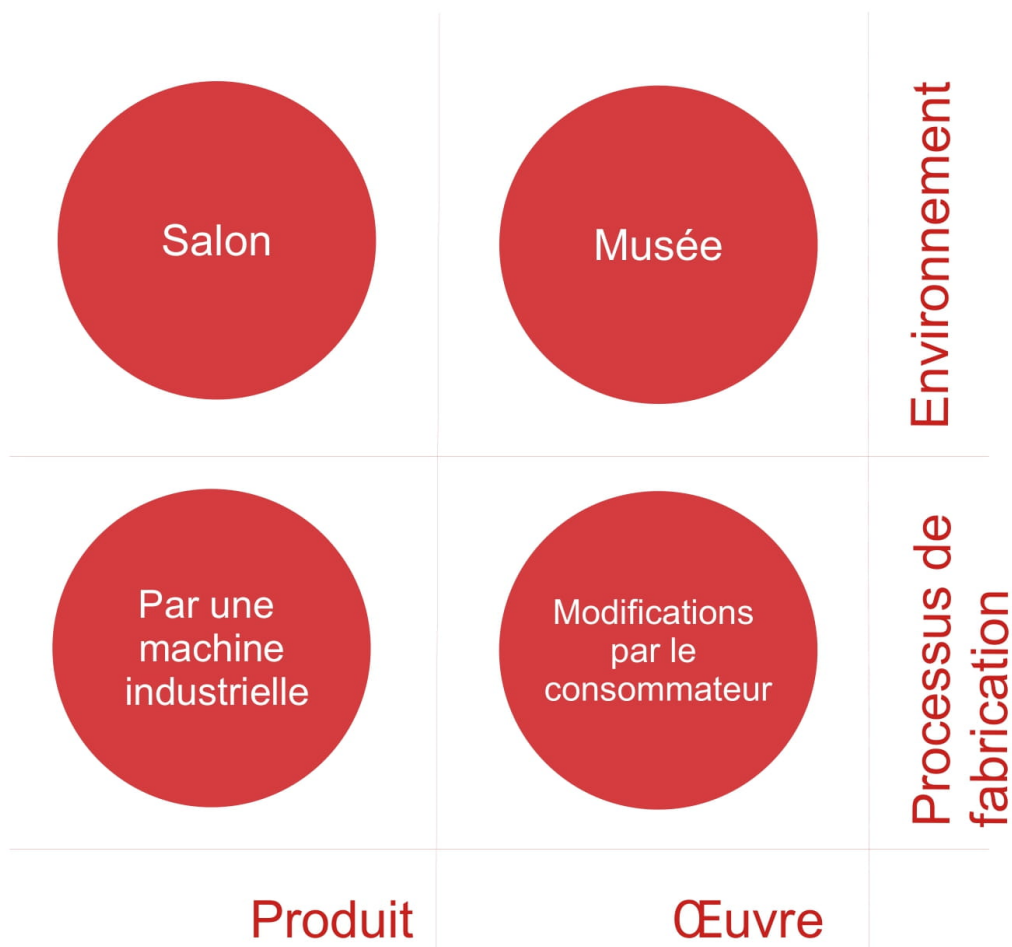 Salon
Musée
Environnement
Par une
machine
industrielle
Modifications
par le
consommateur
Processus de
fabrication
Produit
Œuvre